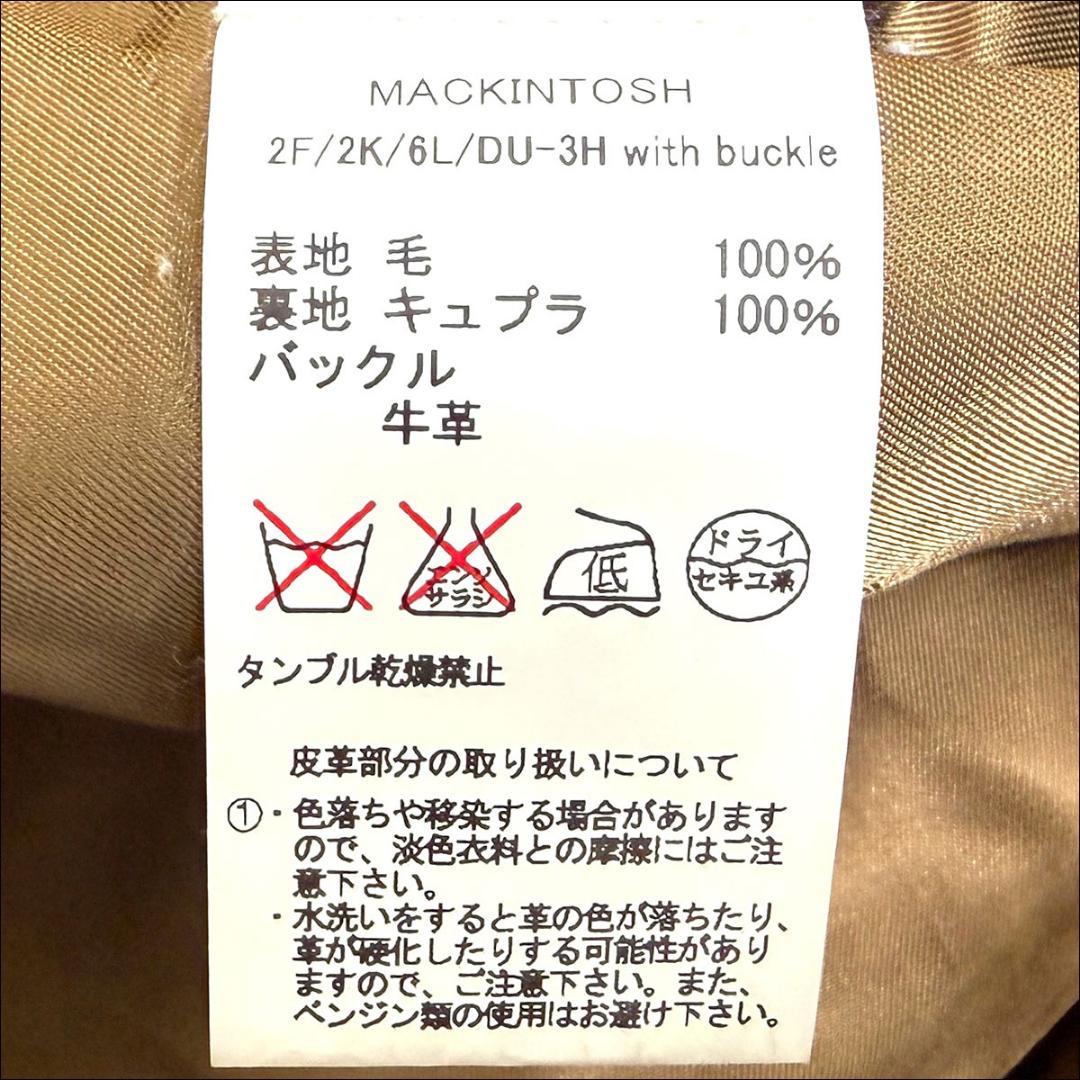 MACKINTOSH
2F/2K/6L/DU-3H with buckle
表地 毛 100%
裏地 キュプラ 100%
バックル
牛革
エンソ
サラシ
低
ドライ
セキユ系
タンブル乾燥禁止
皮革部分の取り扱いについて
①・色落ちや移染する場合があります
ので、淡色衣料との摩擦にはご注
意下さい。
・水洗いをすると革の色が落ちたり、
革が硬化したりする可能性があり
ますので、ご注意下さい。また、
ベンジン類の使用はお避け下さい。